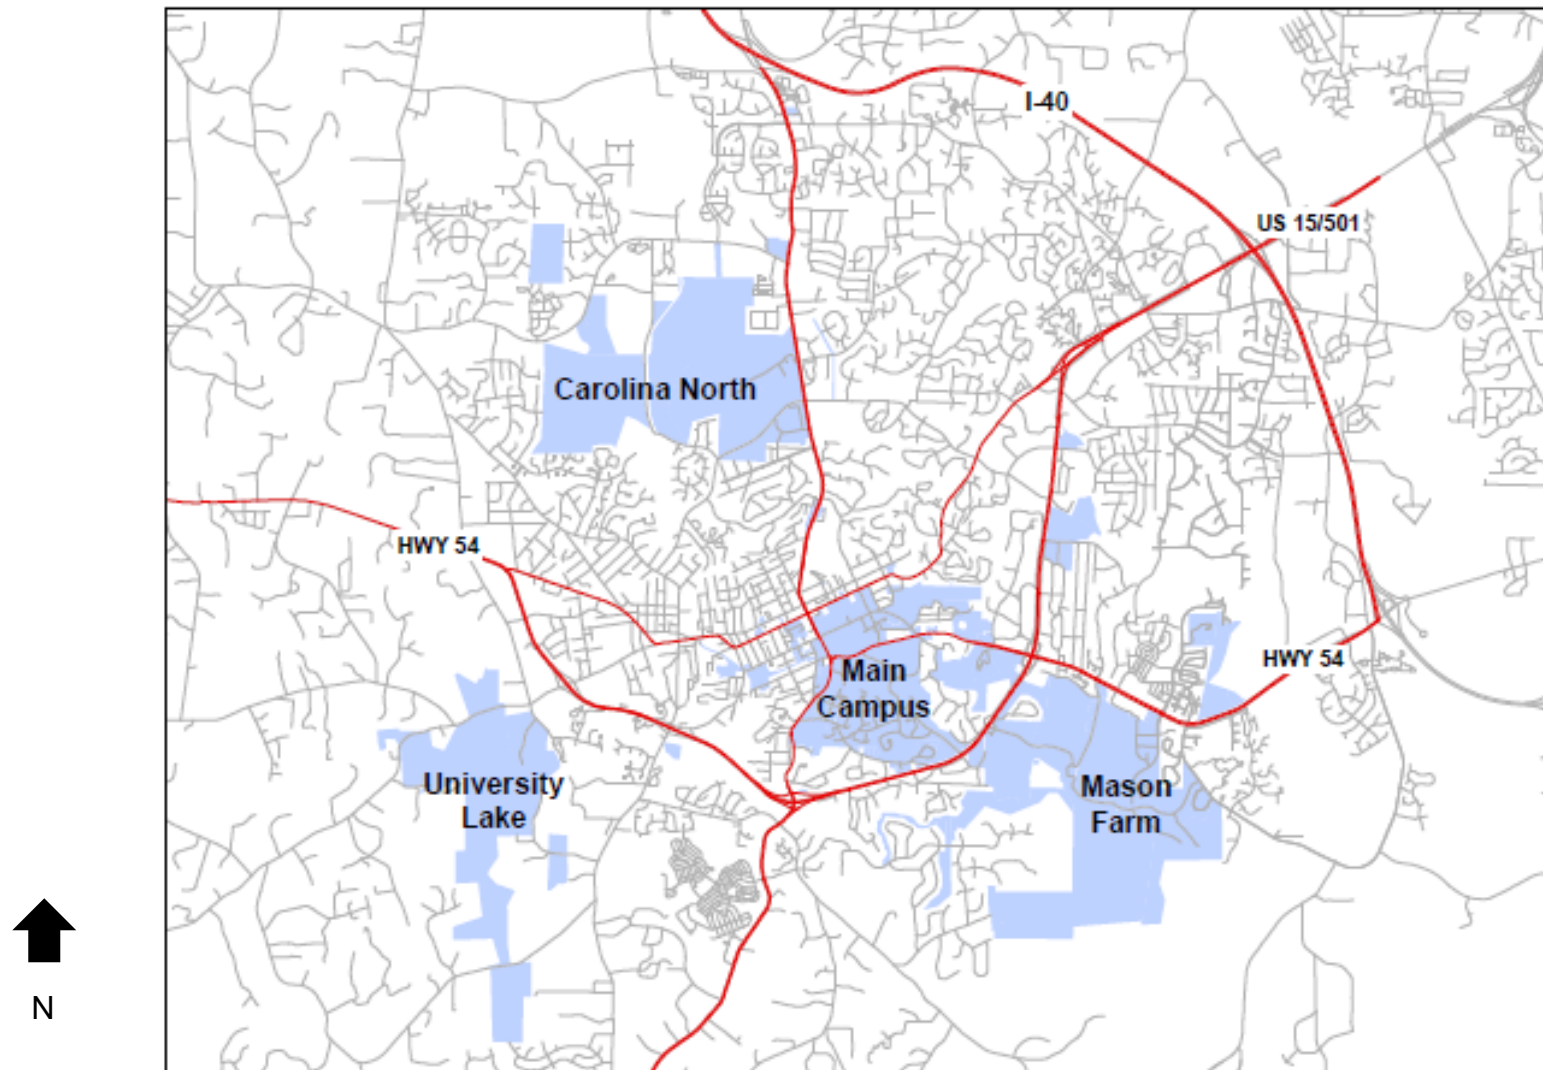 I-40
US 15/501
Carolina North
HWY 54
HWY 54
Main
Campus
University
Lake
Mason
Farm
N